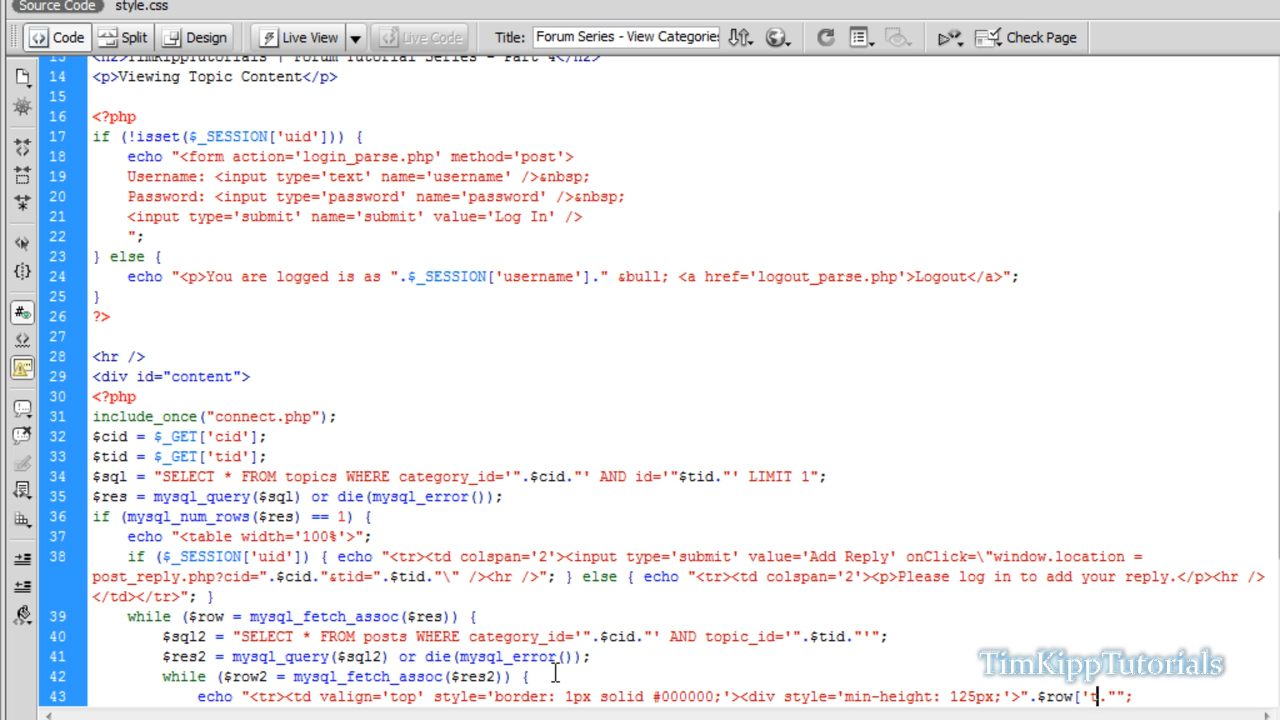 Source Code style.css
Code Split Design Live View Live Code Title: Forum Series - View Categories Check Page
13 <h2>TimKippTutorials | Forum Tutorial Series - Part 4</h2>
14 <p>Viewing Topic Content</p>
15
16 <?php
17 if (!isset($_SESSION['uid'])) {
18 echo "<form action='login_parse.php' method='post'>
19 Username: <input type='text' name='username' />&nbsp;
20 Password: <input type='password' name='password' />&nbsp;
21 <input type='submit' name='submit' value='Log In' />
22 ";
23 } else {
24 echo "<p>You are logged is as ".$_SESSION['username']." &bull; <a href='logout_parse.php'>Logout</a>";
25 }
26 ?>
27
28 <hr />
29 <div id="content">
30 <?php
31 include_once("connect.php");
32 $cid = $_GET['cid'];
33 $tid = $_GET['tid'];
34 $sql = "SELECT * FROM topics WHERE category_id='".$cid."' AND id='"$tid."' LIMIT 1";
35 $res = mysql_query($sql) or die(mysql_error());
36 if (mysql_num_rows($res) == 1) {
37 echo "<table width='100%'>";
38 if ($_SESSION['uid']) { echo "<tr><td colspan='2'><input type='submit' value='Add Reply' onClick=\"window.location =
post_reply.php?cid=".$cid."&tid=".$tid."\" /><hr />"; } else { echo "<tr><td colspan='2'><p>Please log in to add your reply.</p><hr />
</td></tr>"; }
39 while ($row = mysql_fetch_assoc($res)) {
40 $sql2 = "SELECT * FROM posts WHERE category_id='".$cid."' AND topic_id='".$tid."'";
41 $res2 = mysql_query($sql2) or die(mysql_error());
42 while ($row2 = mysql_fetch_assoc($res2)) {
43 echo "<tr><td valign='top' style='border: 1px solid #000000;'><div style='min-height: 125px;'>".$row['t."";
TimKippTutorials